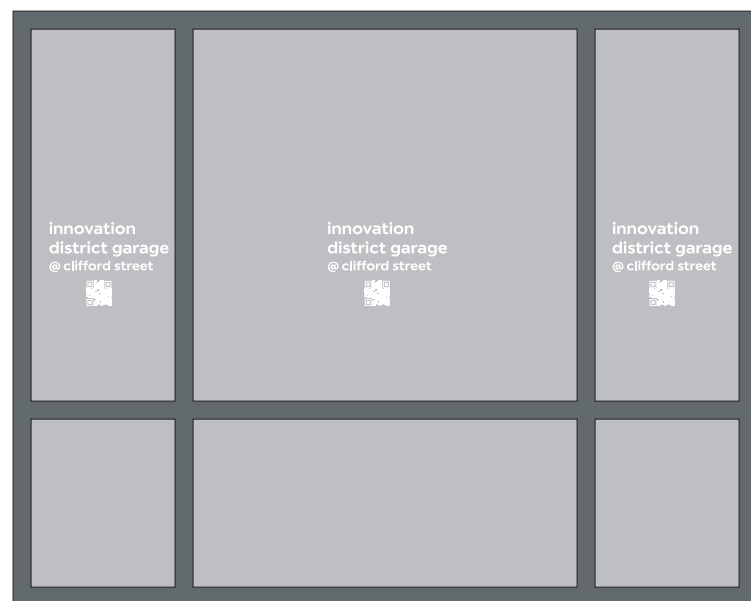 innovation
district garage
@ clifford street
innovation
district garage
@ clifford street
innovation
district garage
@ clifford street